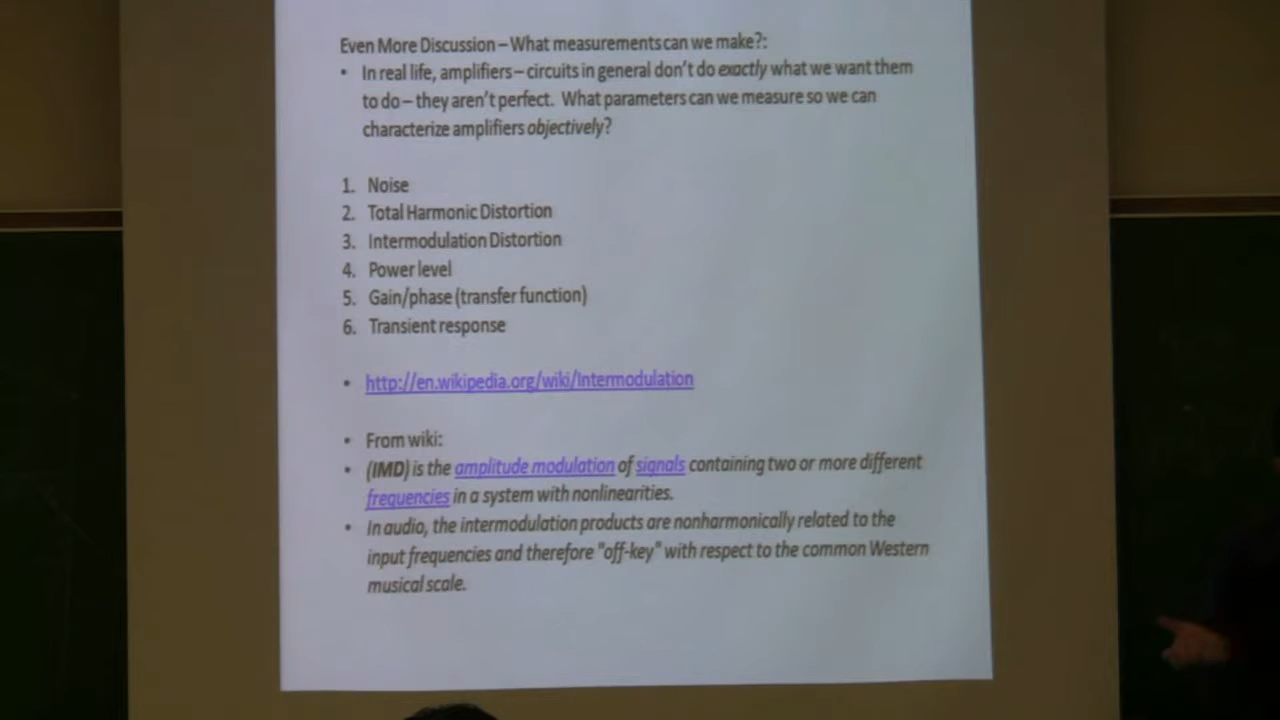 Even More Discussion – What measurements can we make?:
• In real life, amplifiers – circuits in general don't do exactly what we want them
to do – they aren't perfect. What parameters can we measure so we can
characterize amplifiers objectively?
1. Noise
2. Total Harmonic Distortion
3. Intermodulation Distortion
4. Power level
5. Gain/phase (transfer function)
6. Transient response
• http://en.wikipedia.org/wiki/Intermodulation
• From wiki:
• (IMD) is the amplitude modulation of signals containing two or more different
frequencies in a system with nonlinearities.
• In audio, the intermodulation products are nonharmonically related to the
input frequencies and therefore "off-key" with respect to the common Western
musical scale.